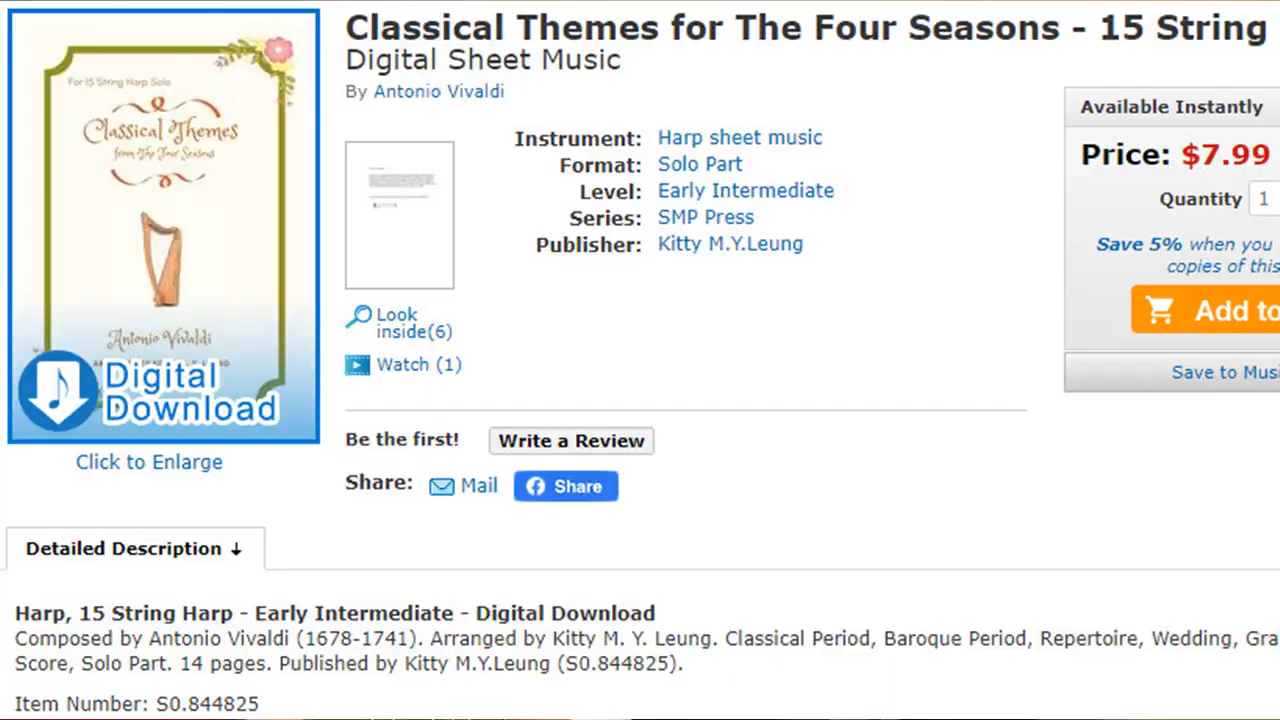 Classical Themes for The Four Seasons - 15 String
Digital Sheet Music
By Antonio Vivaldi
For 15 String Harp Solo
Classical Themes
from The Four Seasons
Antonio Vivaldi
Digital
Download
Click to Enlarge
Instrument: Harp sheet music
Format: Solo Part
Level: Early Intermediate
Series: SMP Press
Publisher: Kitty M.Y.Leung
Look
inside(6)
Watch (1)
Available Instantly
Price: $7.99
Quantity 1
Save 5% when you
copies of this
Add to
Save to Musi
Be the first! Write a Review
Share: Mail Share
Detailed Description ↓
Harp, 15 String Harp - Early Intermediate - Digital Download
Composed by Antonio Vivaldi (1678-1741). Arranged by Kitty M. Y. Leung. Classical Period, Baroque Period, Repertoire, Wedding, Gra
Score, Solo Part. 14 pages. Published by Kitty M.Y.Leung (S0.844825).
Item Number: S0.844825